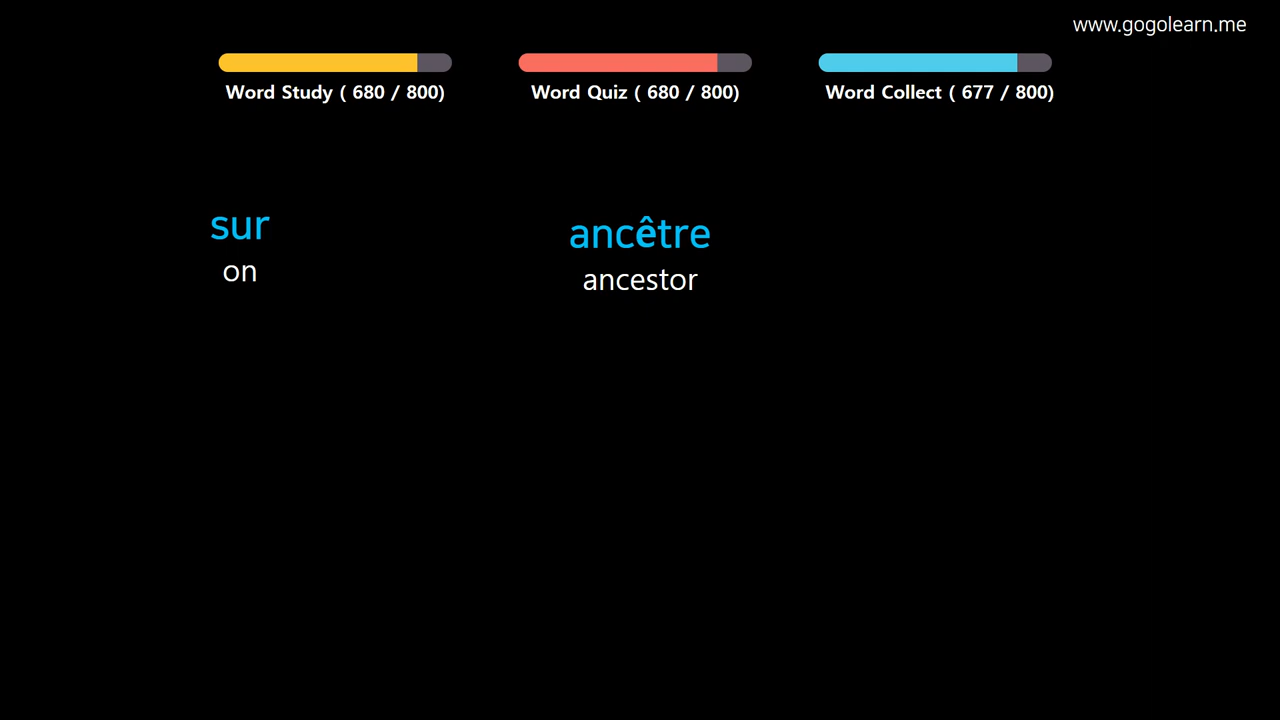 www.gogolearn.me
Word Study ( 680 / 800)
Word Quiz ( 680 / 800)
Word Collect ( 677 / 800)
sur
on
ancêtre
ancestor